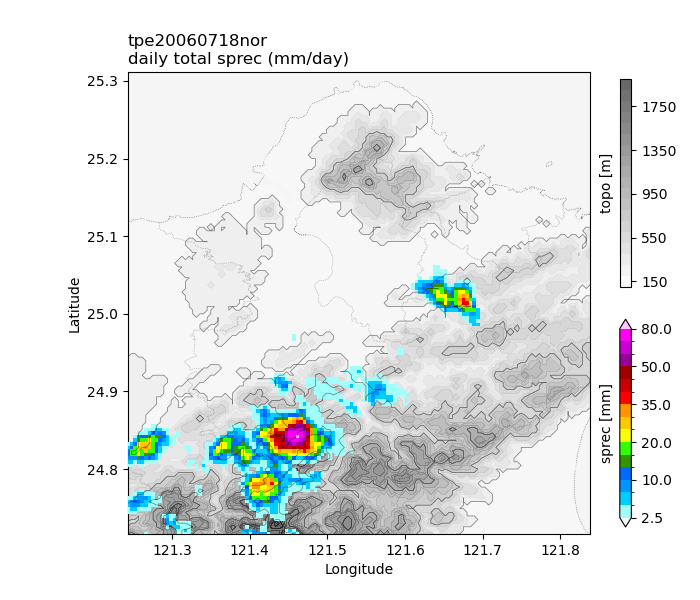 tpe20060718nor
daily total sprec (mm/day)
25.3
25.2
25.1
25.0
24.9
24.8
Latitude
121.3 121.4 121.5 121.6 121.7 121.8
Longitude
1750
1350
950
550
150
topo [m]
80.0
50.0
35.0
20.0
10.0
2.5
sprec [mm]